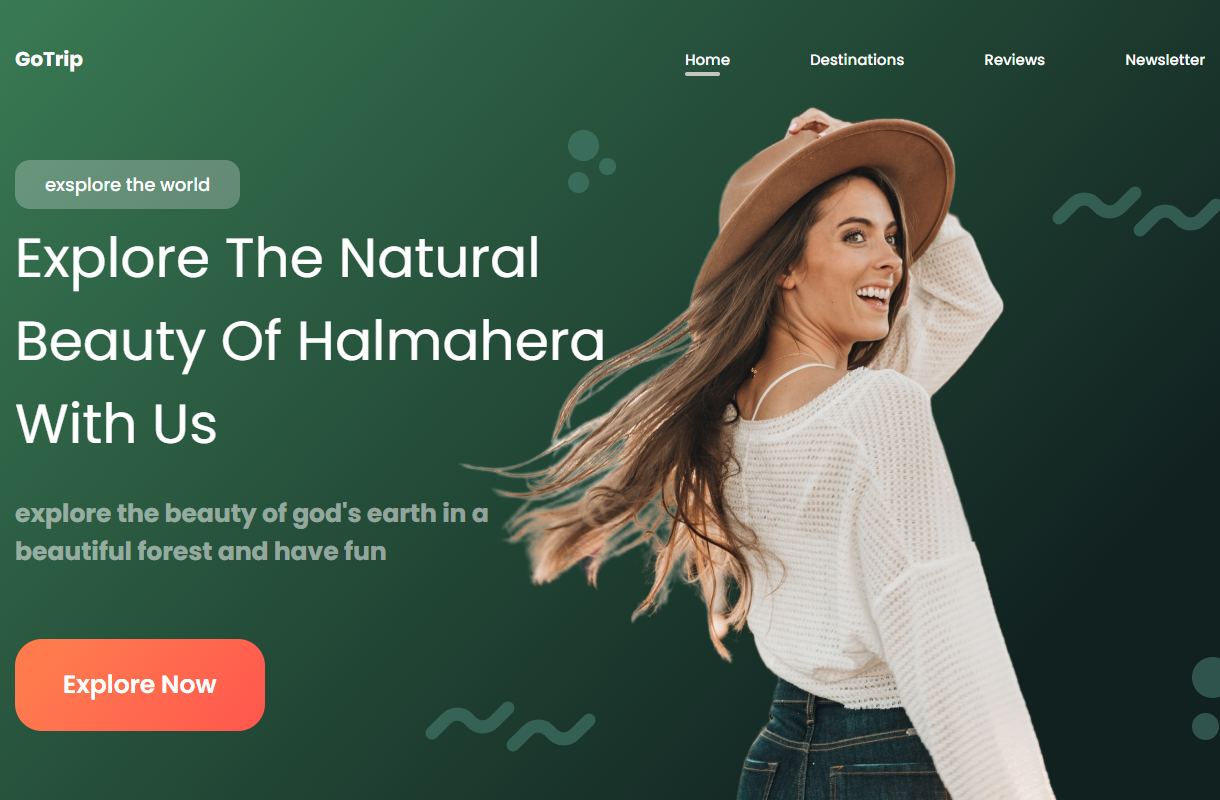 GoTrip
Home Destinations Reviews Newsletter
exsplore the world
Explore The Natural
Beauty Of Halmahera
With Us
explore the beauty of god's earth in a
beautiful forest and have fun
Explore Now